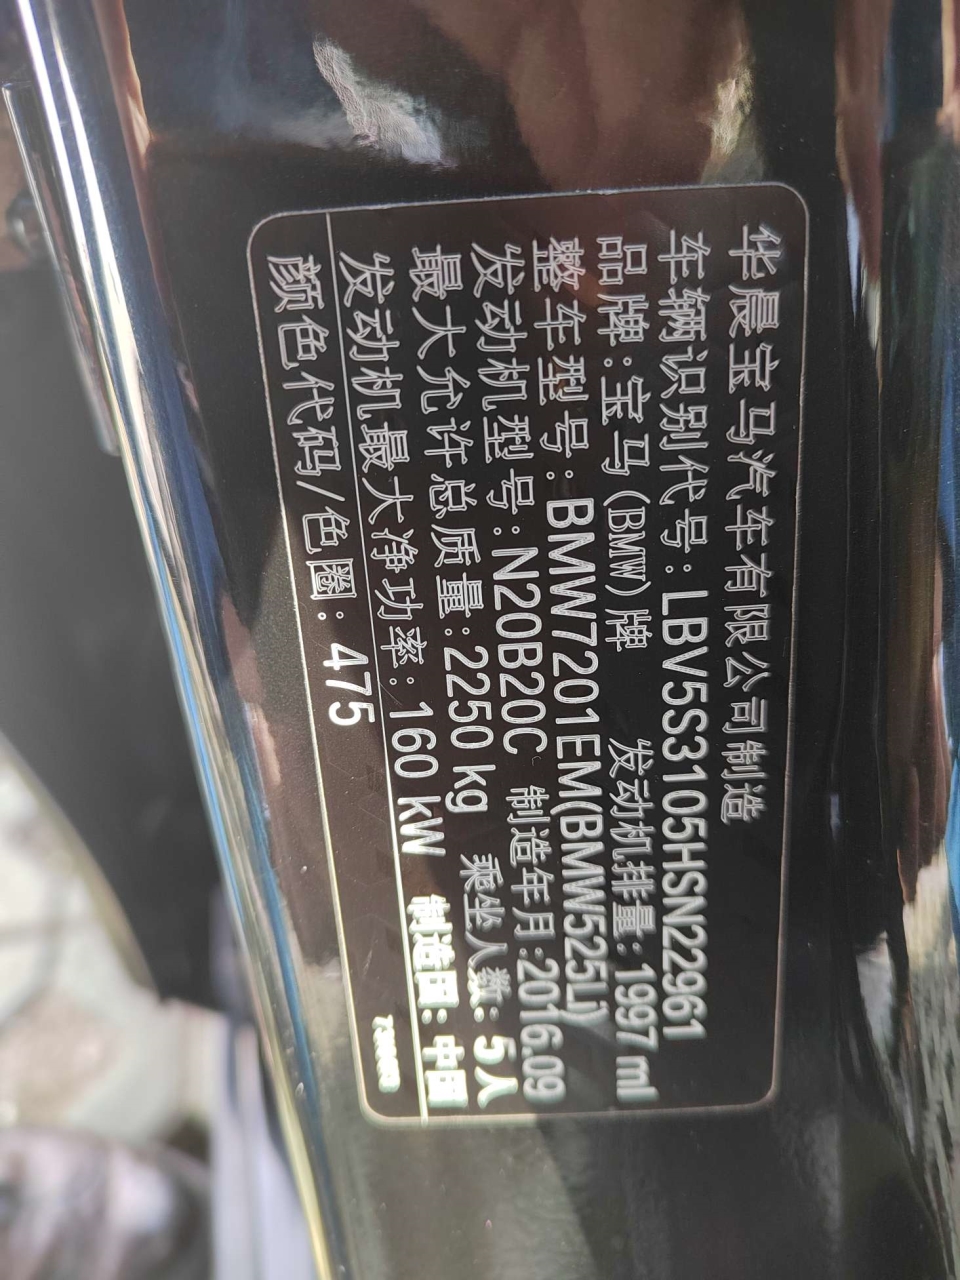 华晨宝马汽车有限公司制造
车辆识别代号:LBV5S3105HSN22961
品牌:宝马(BMW)牌 发动机排量:1997 ml
整车型号:BMW7201EM(BMW525Li)
发动机型号:N20B20C 制造年月:2016.09
最大允许总质量:2250 kg 乘坐人数:5人
发动机最大净功率:160 kW 制造国:中国
颜色代码/色圈:475